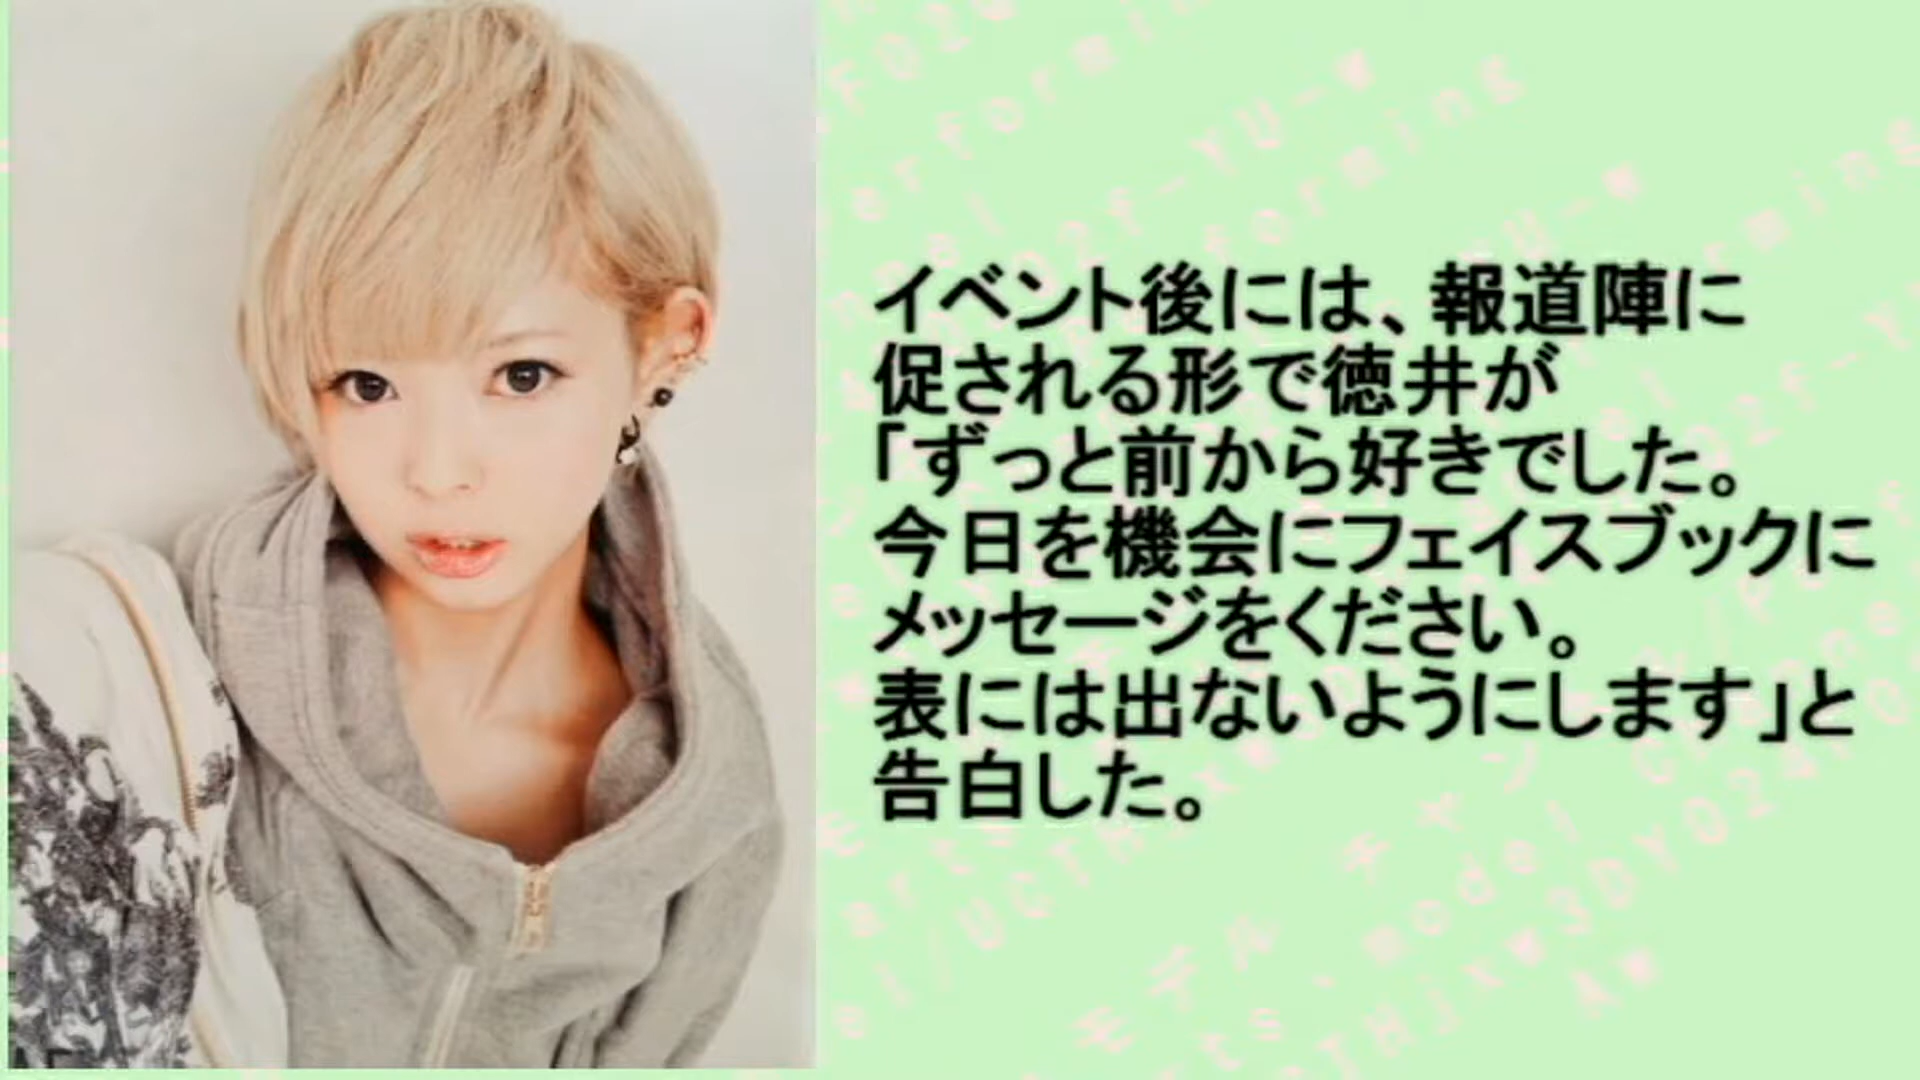 イベント後には、報道陣に
促される形で徳井が
「ずっと前から好きでした。
今日を機会にフェイスブックに
メッセージをください。
表には出ないようにします」と
告白した。